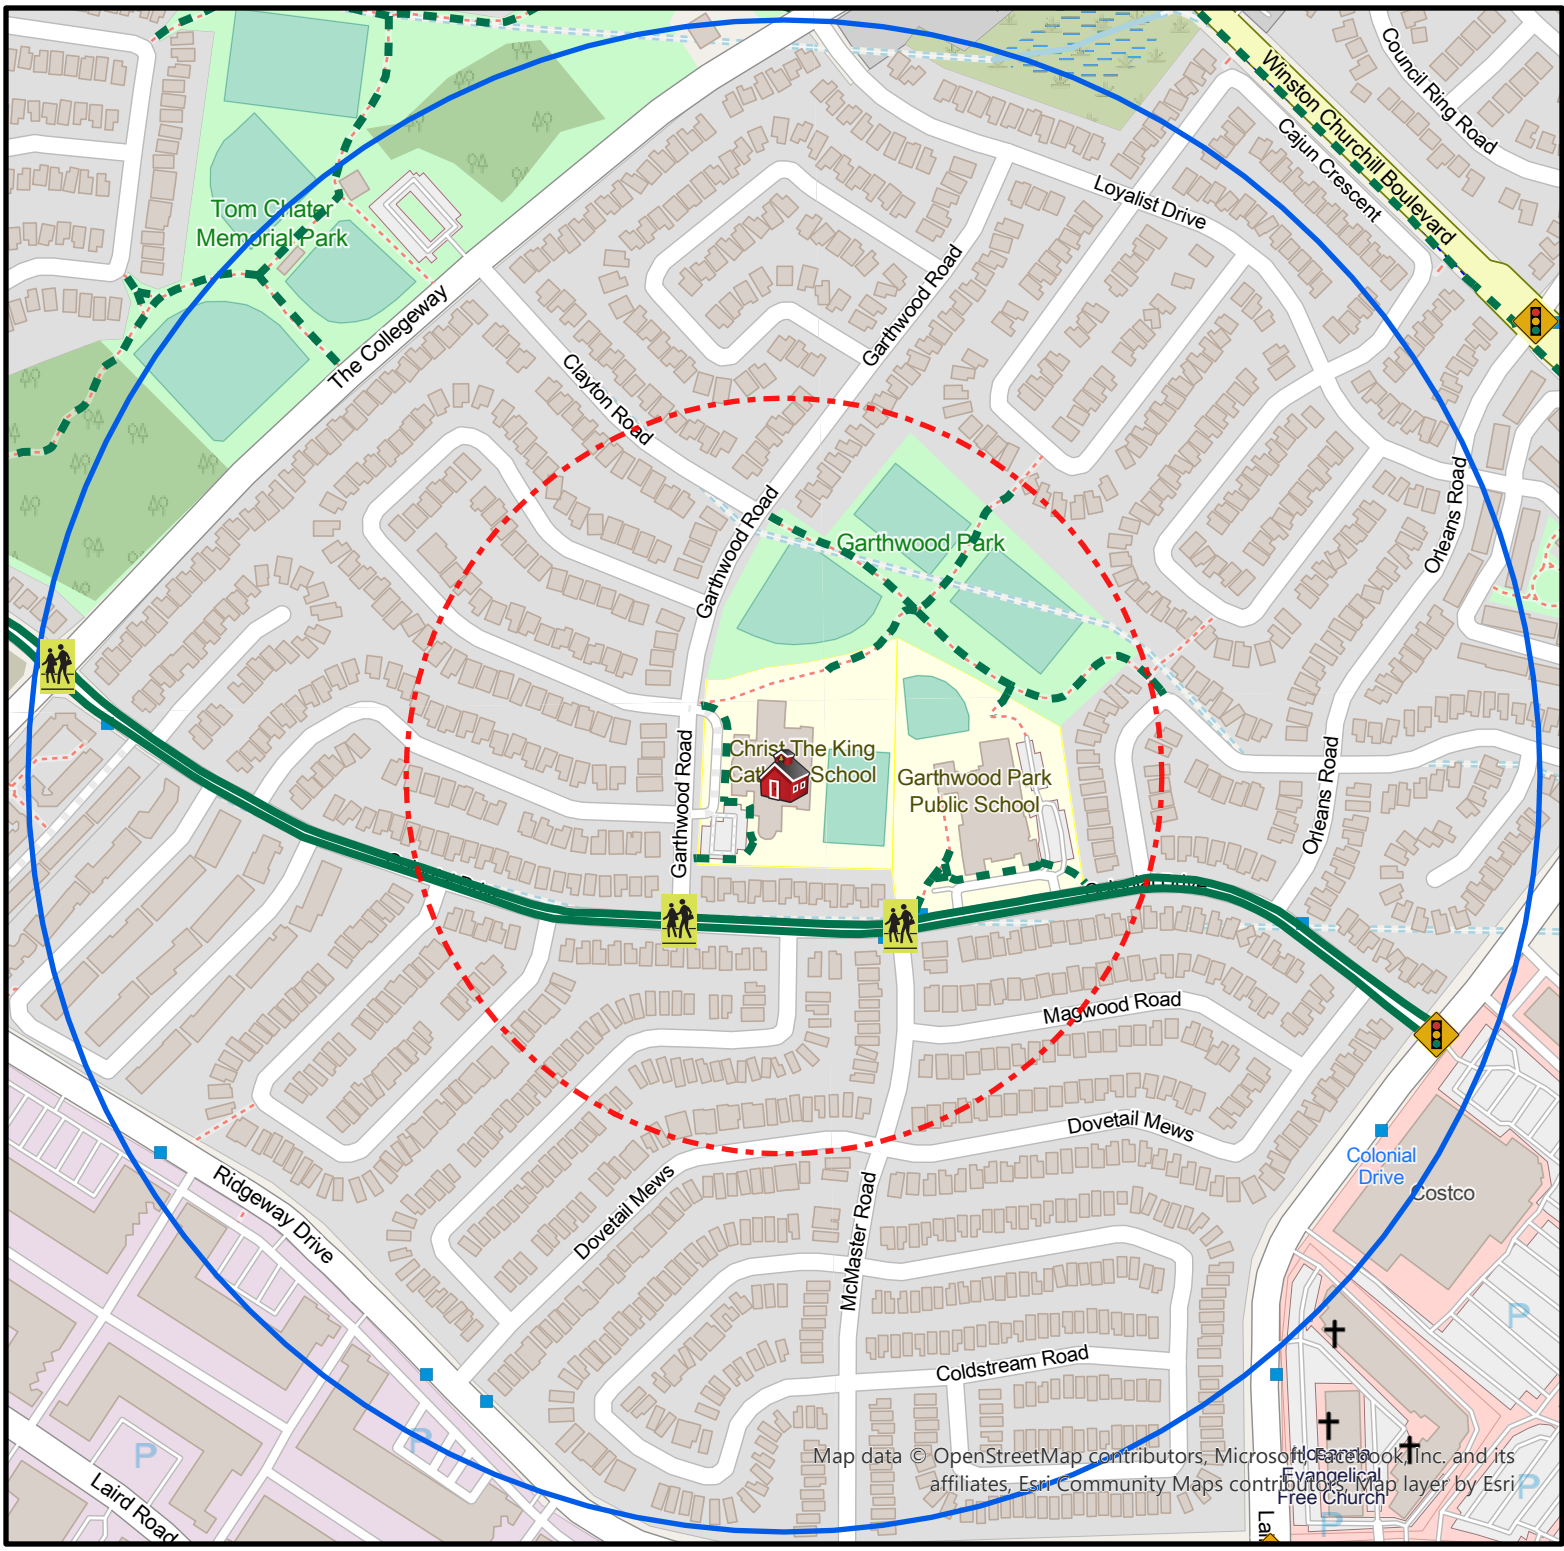 Council Ring Road
Winston Churchill Boulevard
Cajun Crescent
Loyalist Drive
Tom Chater
Memorial Park
The Collegeway
Garthwood Road
Clayton Road
Orleans Road
Garthwood Road
Garthwood Park
Christ The King
Catholic School
Garthwood Park
Public School
Garthwood Road
Orleans Road
Magwood Road
Dovetail Mews
Colonial
Drive
Costco
Ridgeway Drive
Dovetail Mews
McMaster Road
P
Coldstream Road
P
P
Map data © OpenStreetMap contributors, Microsoft, Facebook, Inc. and its
affiliates, Esri Community Maps contributors, Map layer by Esri
Hosanna
Evangelical
Free Church
P
P
Laird Road